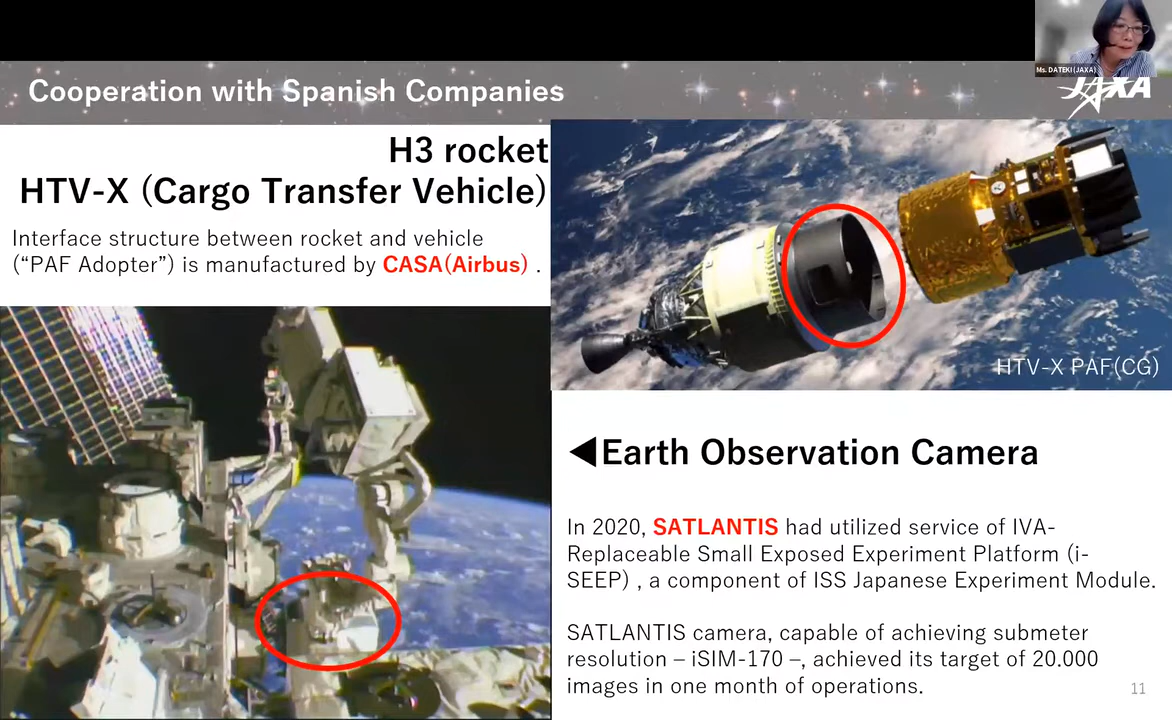 Ms. DATEKI (JAXA)
Cooperation with Spanish Companies
JAXA
H3 rocket
HTV-X (Cargo Transfer Vehicle)
Interface structure between rocket and vehicle
(“PAF Adopter”) is manufactured by CASA(Airbus) .
HTV-X PAF(CG)
◀Earth Observation Camera
In 2020, SATLANTIS had utilized service of IVA-
Replaceable Small Exposed Experiment Platform (i-
SEEP) , a component of ISS Japanese Experiment Module.
SATLANTIS camera, capable of achieving submeter
resolution – iSIM-170 –, achieved its target of 20.000
images in one month of operations.
11